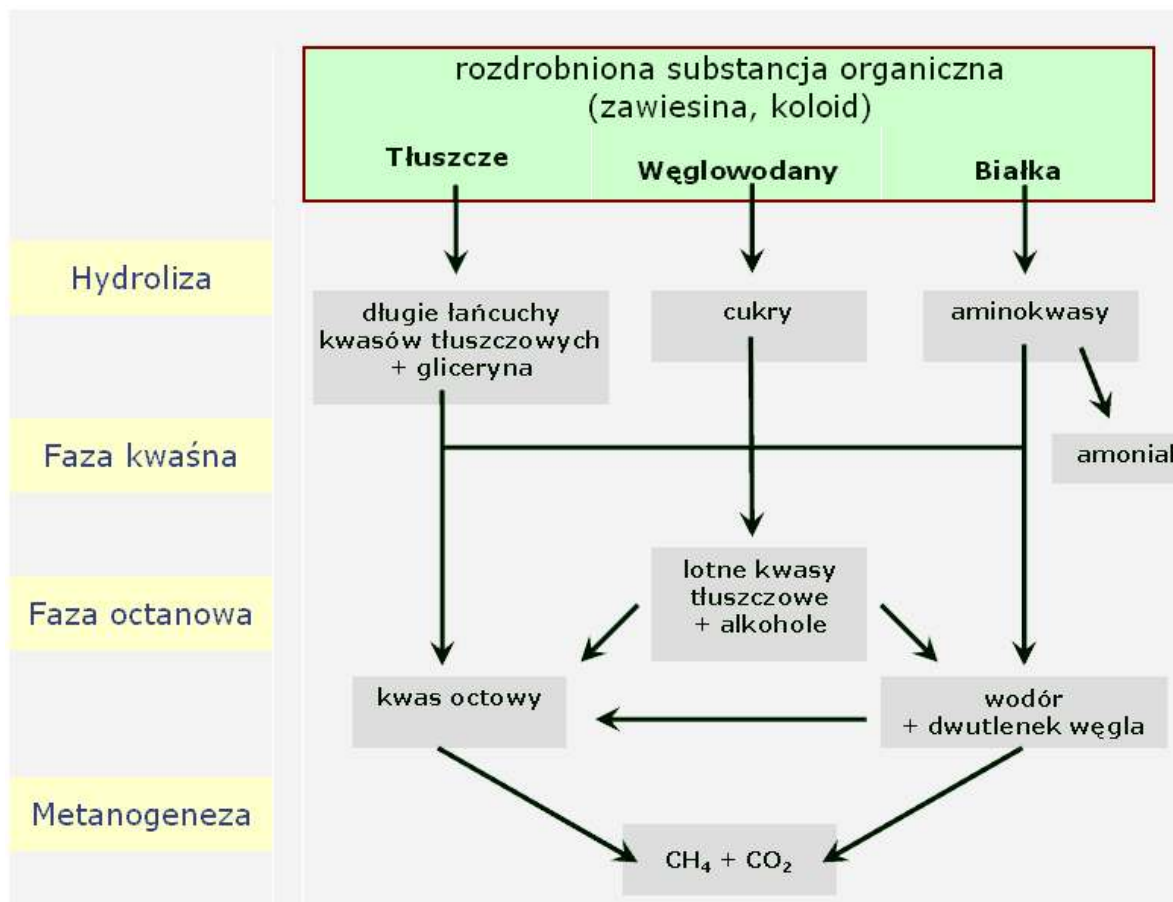 rozdrobniona substancja organiczna
(zawiesina, koloid)
Tłuszcze
Węglowodany
Białka
Hydroliza
długie łańcuchy
kwasów tłuszczowych
+ gliceryna
cukry
aminokwasy
Faza kwaśna
amoniak
Faza octanowa
lotne kwasy
tłuszczowe
+ alkohole
kwas octowy
wodór
+ dwutlenek węgla
Metanogeneza
CH₄ + CO₂